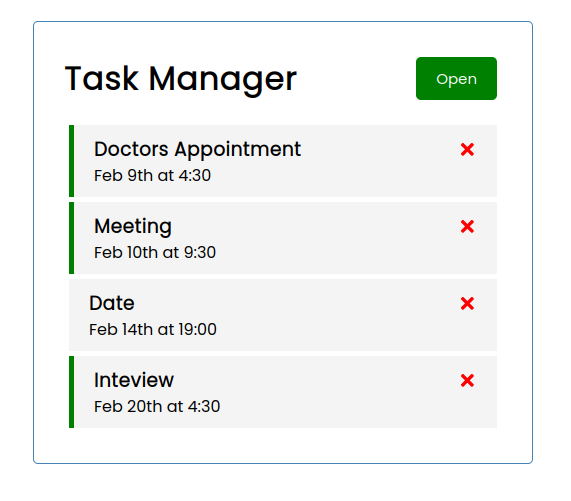 Task Manager
Open
Doctors Appointment
Feb 9th at 4:30
Meeting
Feb 10th at 9:30
Date
Feb 14th at 19:00
Inteview
Feb 20th at 4:30